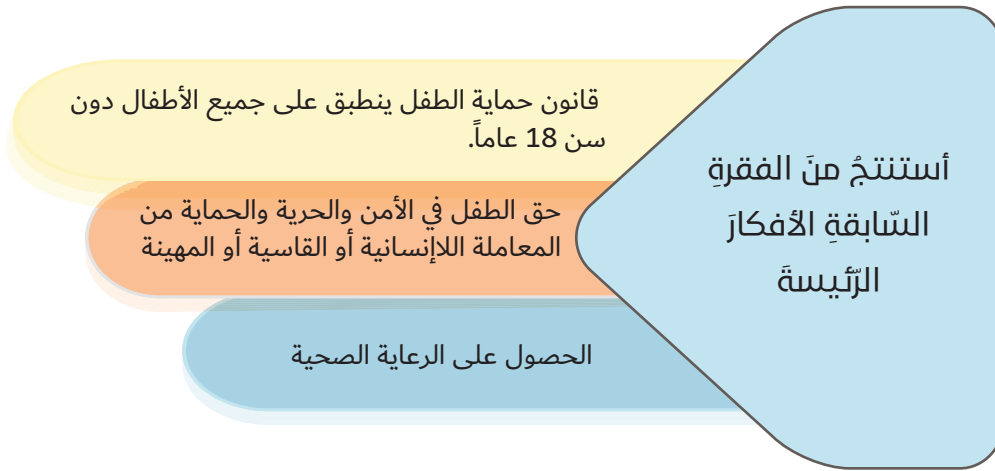 أستنتجُ منَ الفقرةِ
السّابقةِ الأفكارَ
الرّئيسةَ
قانون حماية الطفل ينطبق على جميع الأطفال دون
سن 18 عاماً.
حق الطفل في الأمن والحرية والحماية من
المعاملة اللاإنسانية أو القاسية أو المهينة
الحصول على الرعاية الصحية